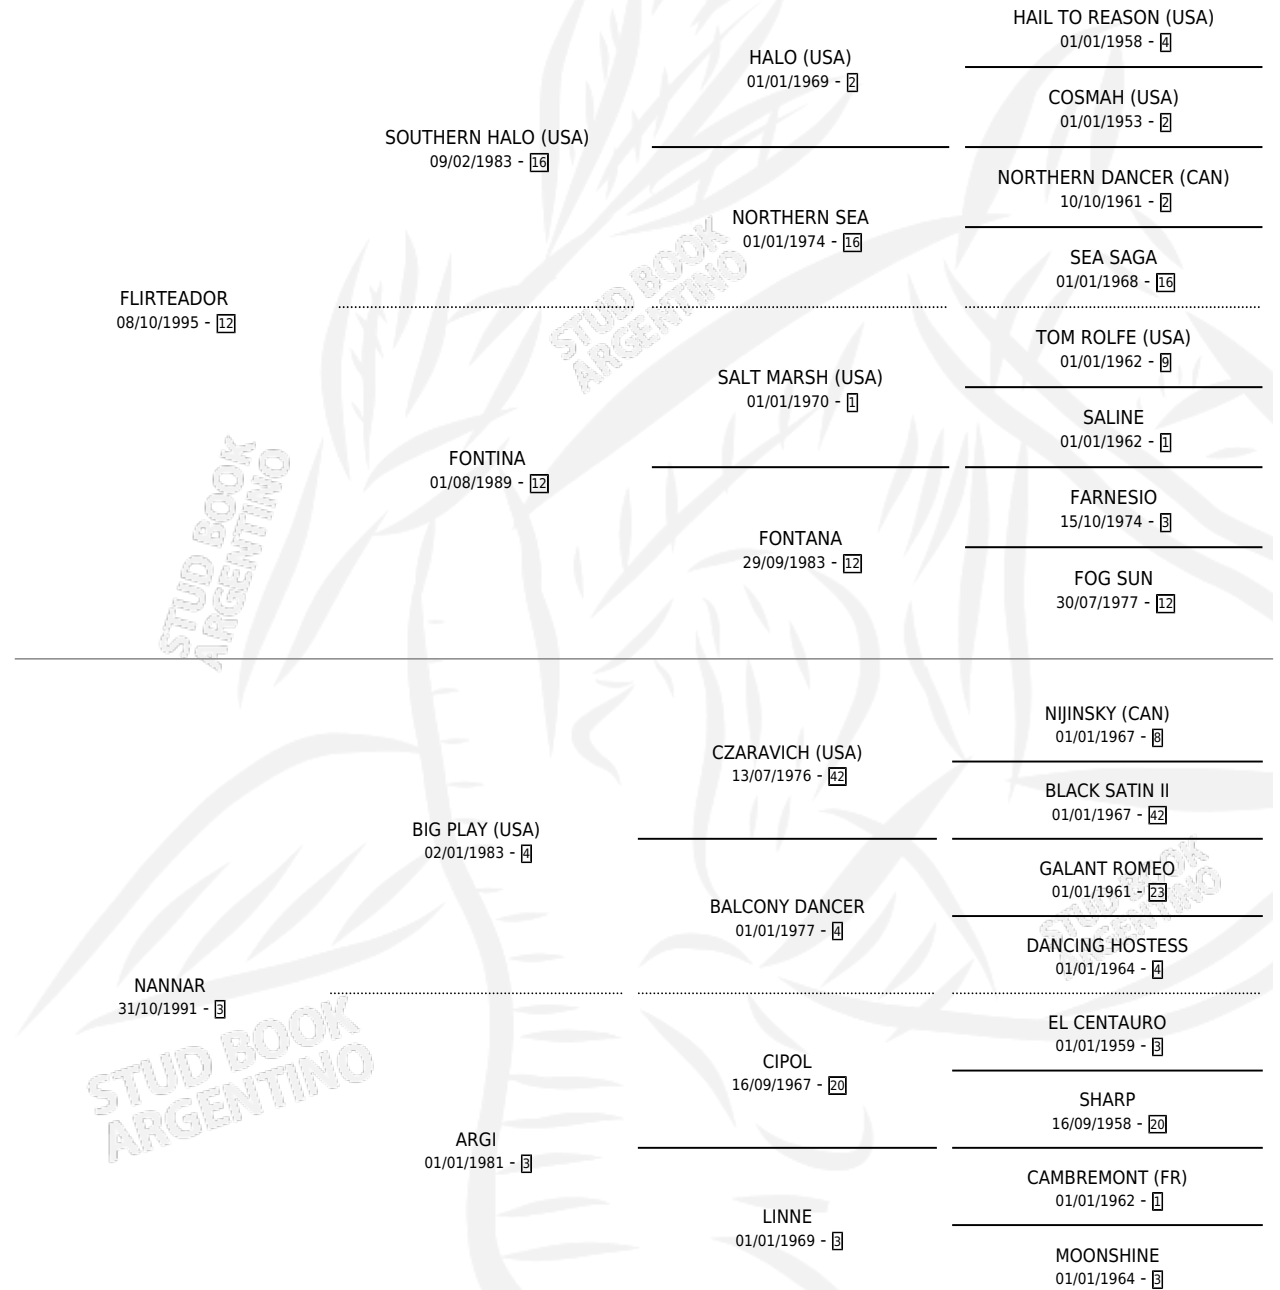 HAIL TO REASON (USA)
01/01/1958 - 4
HALO (USA)
01/01/1969 - 2
COSMAH (USA)
01/01/1953 - 2
SOUTHERN HALO (USA)
09/02/1983 - 16
NORTHERN DANCER (CAN)
10/10/1961 - 2
NORTHERN SEA
01/01/1974 - 16
SEA SAGA
01/01/1968 - 16
FLIRTEADOR
08/10/1995 - 12
TOM ROLFE (USA)
01/01/1962 - 9
SALT MARSH (USA)
01/01/1970 - 1
SALINE
01/01/1962 - 1
FONTINA
01/08/1989 - 12
FARNESIO
15/10/1974 - 3
FONTANA
29/09/1983 - 12
FOG SUN
30/07/1977 - 12
NIJINSKY (CAN)
01/01/1967 - 8
CZARAVICH (USA)
13/07/1976 - 42
BLACK SATIN II
01/01/1967 - 42
BIG PLAY (USA)
02/01/1983 - 4
GALANT ROMEO
01/01/1961 - 23
BALCONY DANCER
01/01/1977 - 4
DANCING HOSTESS
01/01/1964 - 4
NANNAR
31/10/1991 - 3
EL CENTAURO
01/01/1959 - 3
CIPOL
16/09/1967 - 20
SHARP
16/09/1958 - 20
ARGI
01/01/1981 - 3
CAMBREMONT (FR)
01/01/1962 - 1
LINNE
01/01/1969 - 3
MOONSHINE
01/01/1964 - 3
STUD BOOK
ARGENTINO
STUD BOOK
ARGENTINO
STUD BOOK
ARGENTINO
STUD BOOK
ARGENTINO